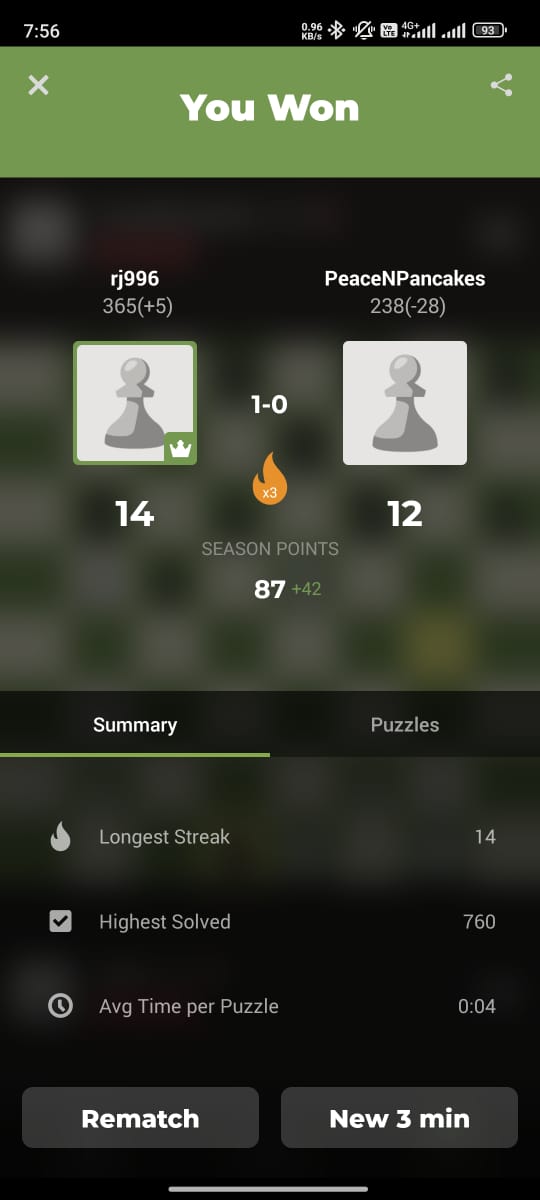 7:56
0.96 KB/s
Vo LTE
4G+
93
You Won
rj996
PeaceNPancakes
365(+5)
238(-28)
1-0
x3
14
12
SEASON POINTS
87 +42
Summary
Puzzles
Longest Streak
14
Highest Solved
760
Avg Time per Puzzle
0:04
Rematch
New 3 min